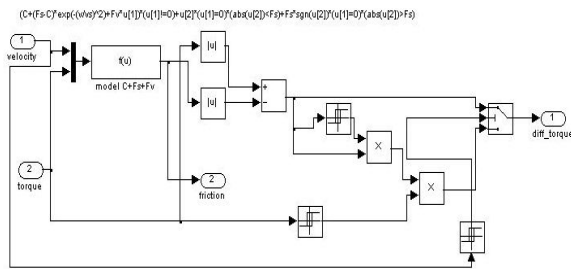 (C+(Fs-C)*exp(-(w/vs)^2)+Fv*u[1])*(u[1]!=0)+u[2]*(u[1]=0)*(abs(u[2])<Fs)+Fs*sgn(u[2])*(u[1]=0)*(abs(u[2])>Fs)
1
velocity
f(u)
model C+Fs+Fv
|u|
|u|
+
−
X
X
1
diff_torque
2
torque
2
friction